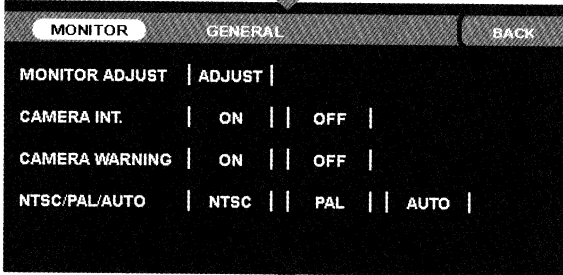 MONITOR GENERAL BACK
MONITOR ADJUST ADJUST
CAMERA INT. ON OFF
CAMERA WARNING ON OFF
NTSC/PAL/AUTO NTSC PAL AUTO